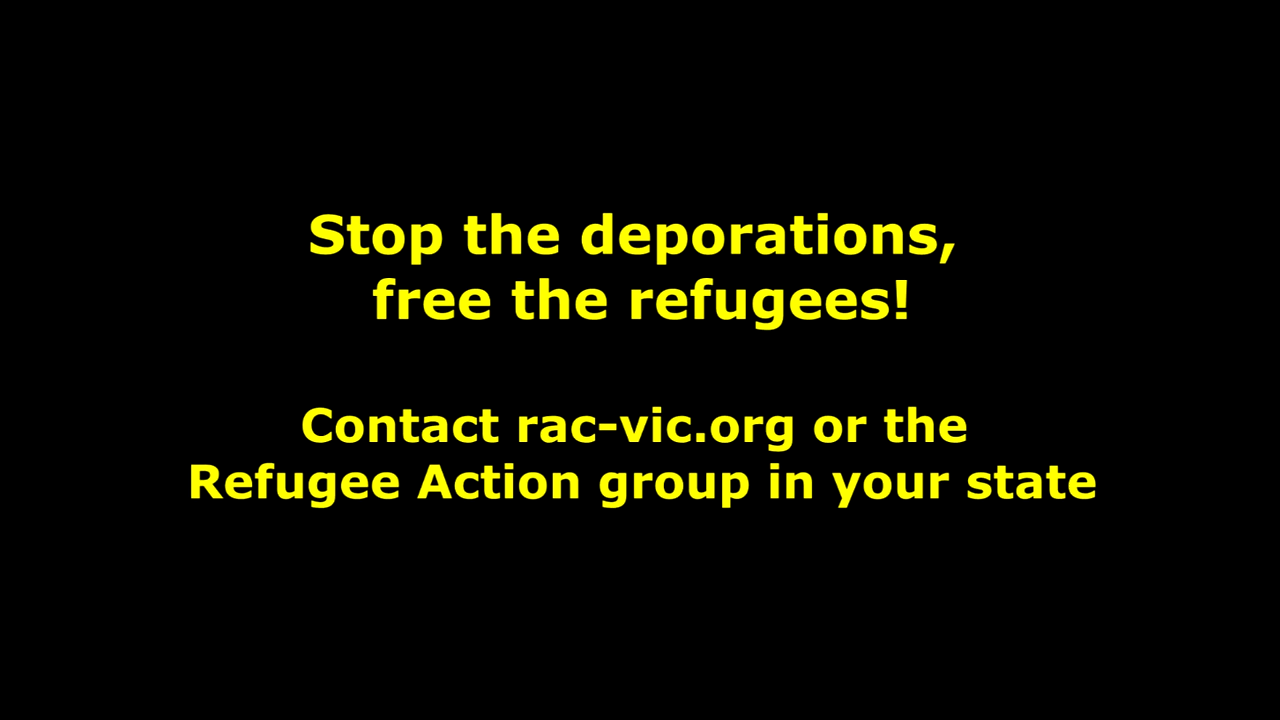 Stop the deporations,
free the refugees!
Contact rac-vic.org or the
Refugee Action group in your state